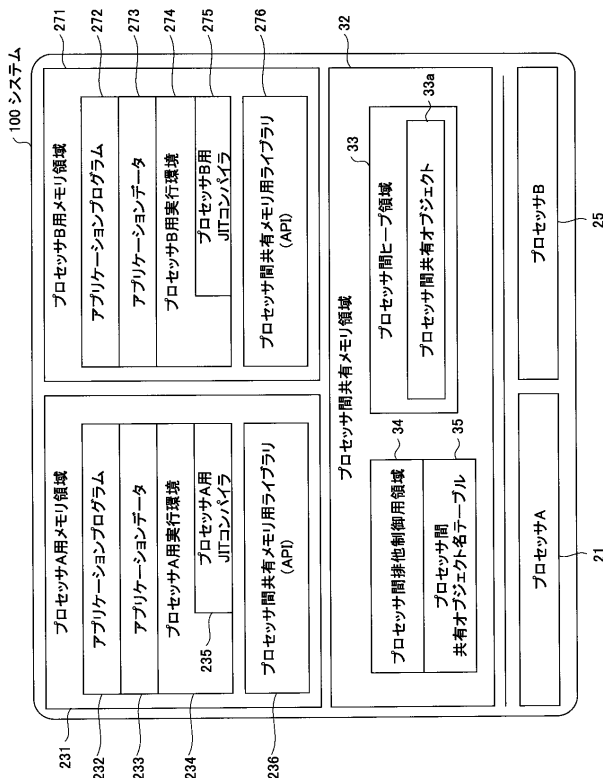 100 システム
231
プロセッサA用メモリ領域
232
アプリケーションプログラム
233
アプリケーションデータ
234
プロセッサA用実行環境
235
プロセッサA用
JITコンパイラ
236
プロセッサ間共有メモリ用ライブラリ
(API)
271
プロセッサB用メモリ領域
272
アプリケーションプログラム
273
アプリケーションデータ
274
プロセッサB用実行環境
275
プロセッサB用
JITコンパイラ
276
プロセッサ間共有メモリ用ライブラリ
(API)
32
プロセッサ間共有メモリ領域
34
プロセッサ間排他制御用領域
35
プロセッサ間
共有オブジェクト名テーブル
33
プロセッサ間ヒープ領域
33a
プロセッサ間共有オブジェクト
プロセッサA
21
プロセッサB
25